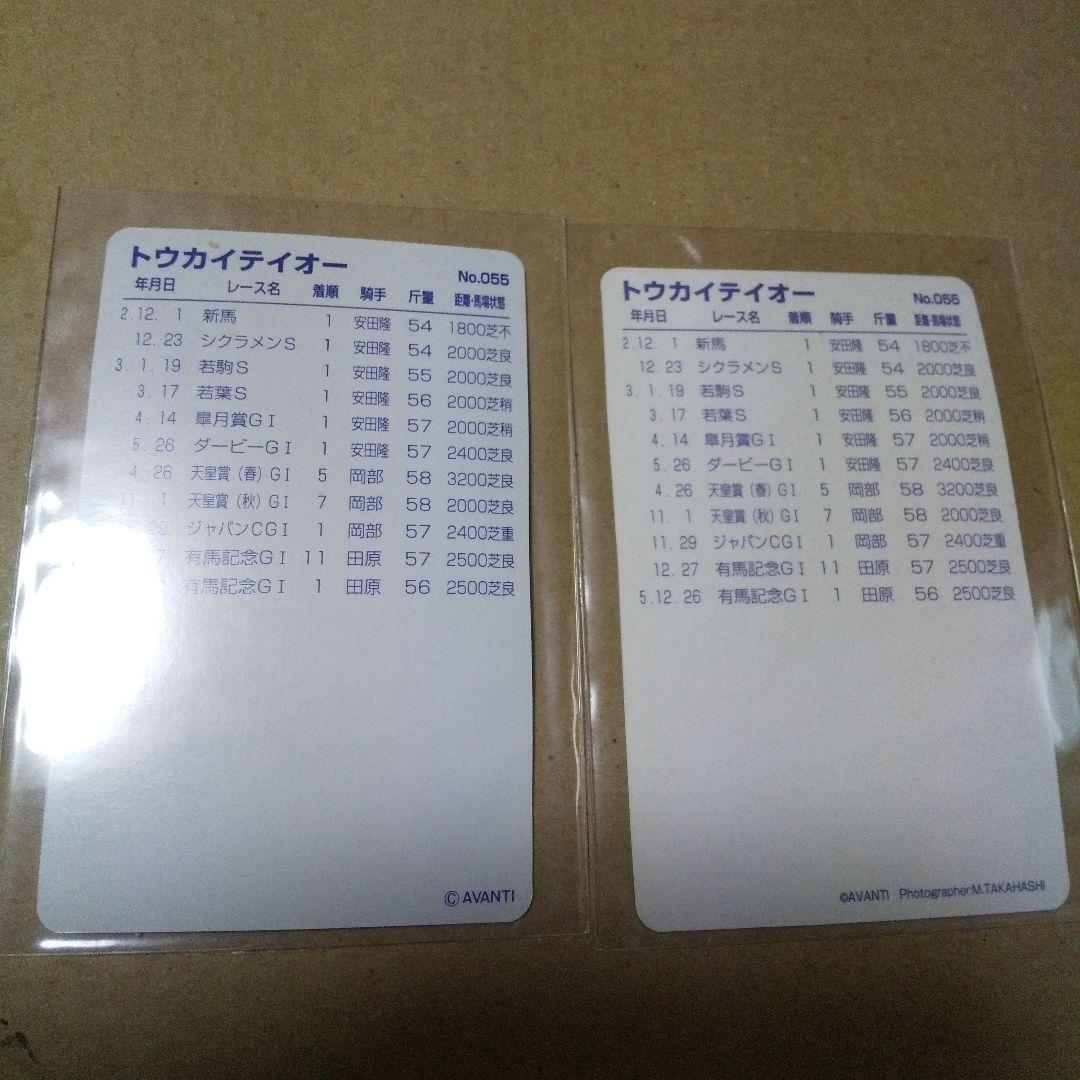 トウカイテイオー No.055
年月日 レース名 着順 騎手 斤量 距離・馬場状態
2.12. 1 新馬 1 安田隆 54 1800芝不
12. 23 シクラメンS 1 安田隆 54 2000芝良
3. 1. 19 若駒S 1 安田隆 55 2000芝良
3. 17 若葉S 1 安田隆 56 2000芝稍
4. 14 皐月賞GI 1 安田隆 57 2000芝稍
5. 26 ダービーGI 1 安田隆 57 2400芝良
4. 26 天皇賞(春)GI 5 岡部 58 3200芝良
11. 1 天皇賞(秋)GI 7 岡部 58 2000芝良
29 ジャパンCGI 1 岡部 57 2400芝重
7 有馬記念GI 11 田原 57 2500芝良
有馬記念GI 1 田原 56 2500芝良
©AVANTI
トウカイテイオー No.055
年月日 レース名 着順 騎手 斤量 距離・馬場状態
2.12. 1 新馬 1 安田隆 54 1800芝不
12. 23 シクラメンS 1 安田隆 54 2000芝良
3. 1. 19 若駒S 1 安田隆 55 2000芝良
3. 17 若葉S 1 安田隆 56 2000芝稍
4. 14 皐月賞GI 1 安田隆 57 2000芝稍
5. 26 ダービーGI 1 安田隆 57 2400芝良
4. 26 天皇賞(春)GI 5 岡部 58 3200芝良
11. 1 天皇賞(秋)GI 7 岡部 58 2000芝良
11. 29 ジャパンCGI 1 岡部 57 2400芝重
12. 27 有馬記念GI 11 田原 57 2500芝良
5. 12. 26 有馬記念GI 1 田原 56 2500芝良
©AVANTI Photographer:M.TAKAHASHI